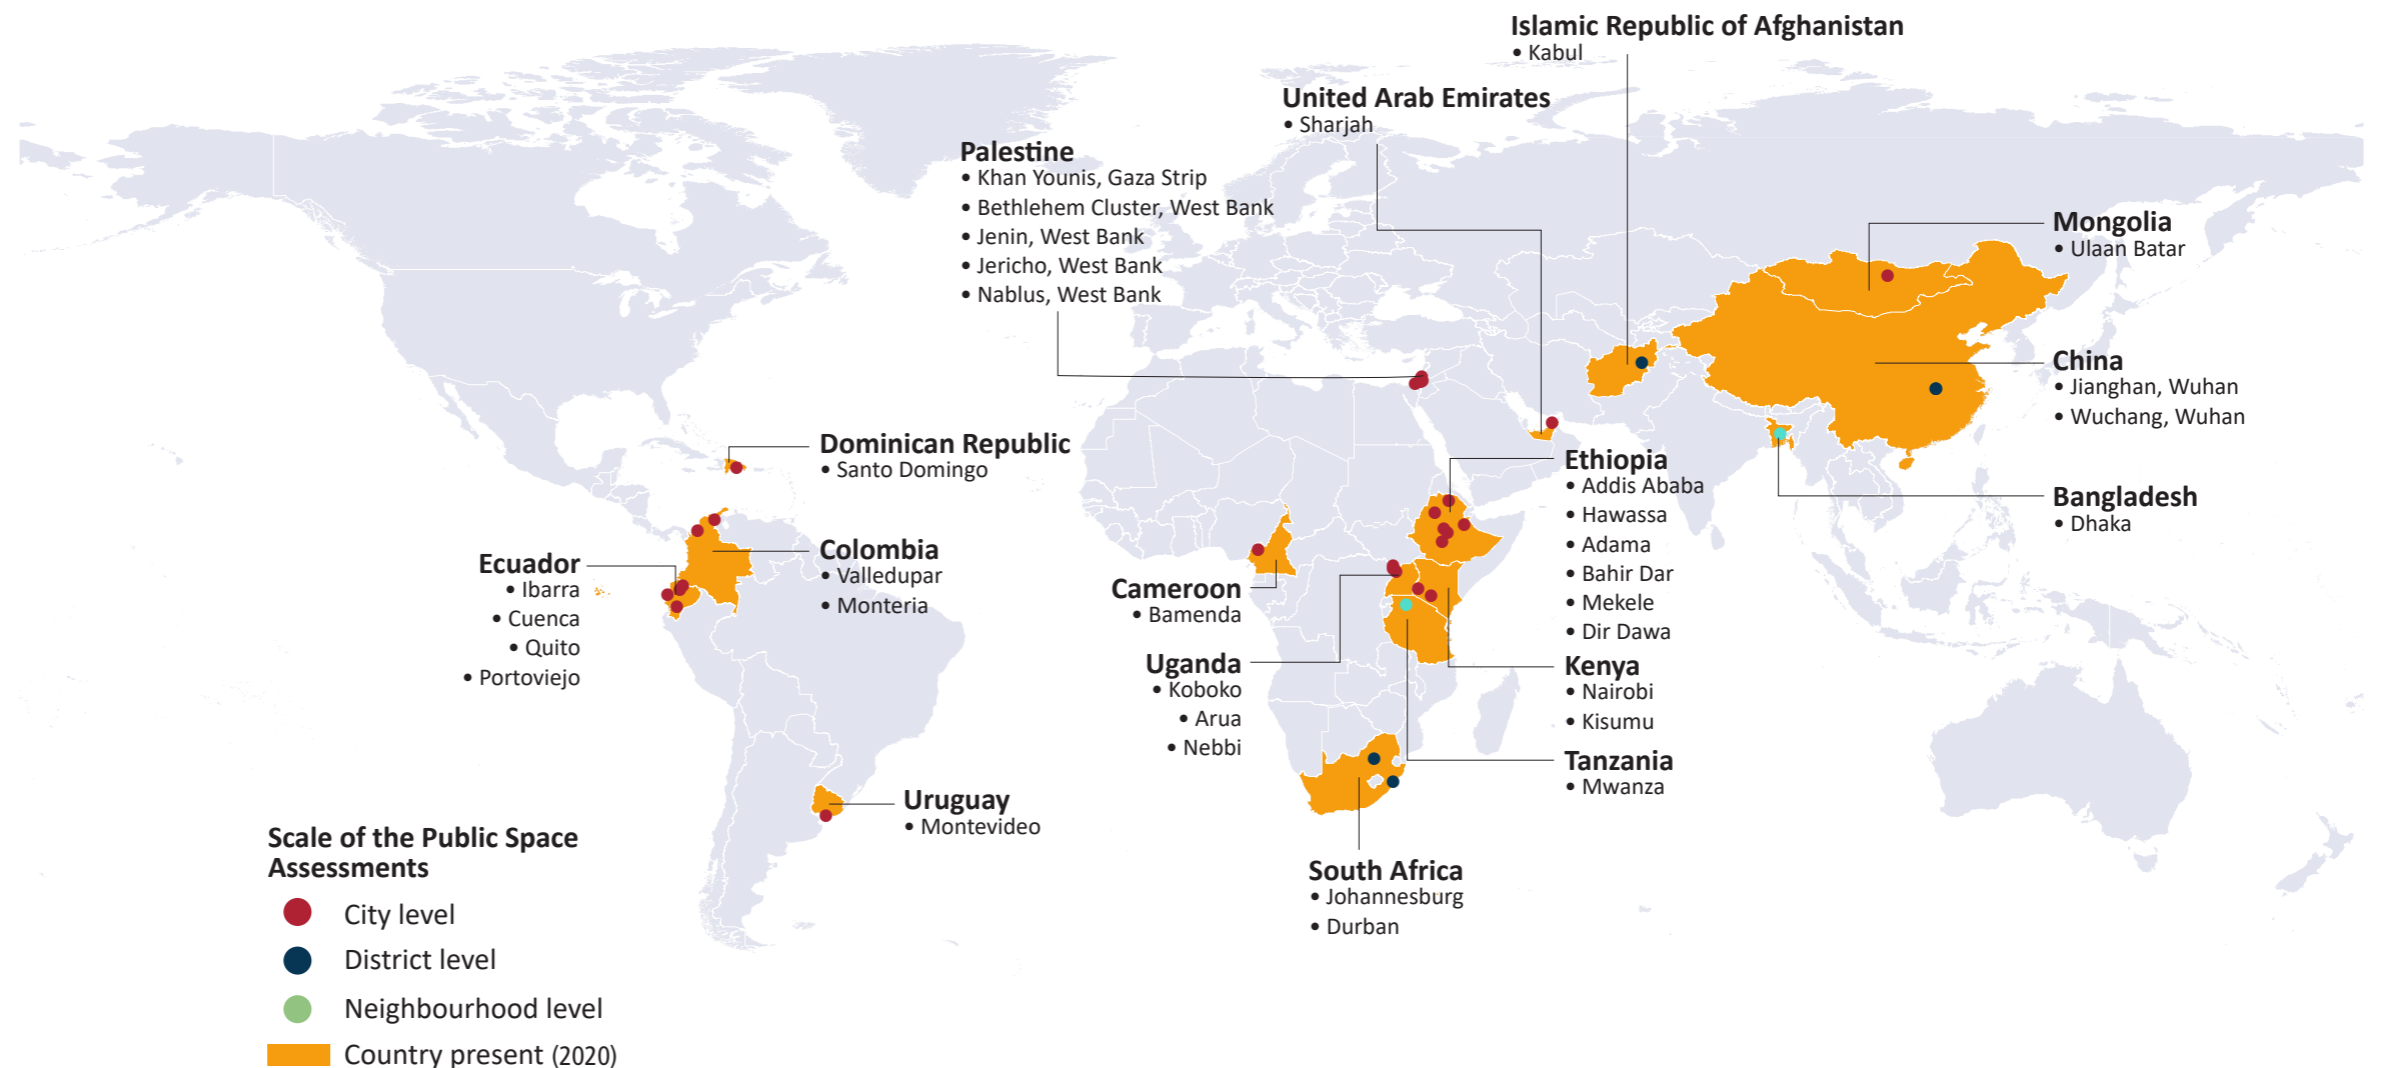 Islamic Republic of Afghanistan
• Kabul
United Arab Emirates
• Sharjah
Palestine
• Khan Younis, Gaza Strip
• Bethlehem Cluster, West Bank
• Jenin, West Bank
• Jericho, West Bank
• Nablus, West Bank
Mongolia
• Ulaan Batar
China
• Jianghan, Wuhan
• Wuchang, Wuhan
Bangladesh
• Dhaka
Dominican Republic
• Santo Domingo
Colombia
• Valledupar
• Monteria
Ecuador
• Ibarra
• Cuenca
• Quito
• Portoviejo
Uruguay
• Montevideo
Cameroon
• Bamenda
Uganda
• Koboko
• Arua
• Nebbi
Ethiopia
• Addis Ababa
• Hawassa
• Adama
• Bahir Dar
• Mekele
• Dir Dawa
Kenya
• Nairobi
• Kisumu
Tanzania
• Mwanza
South Africa
• Johannesburg
• Durban
Scale of the Public Space
Assessments
City level
District level
Neighbourhood level
Country present (2020)